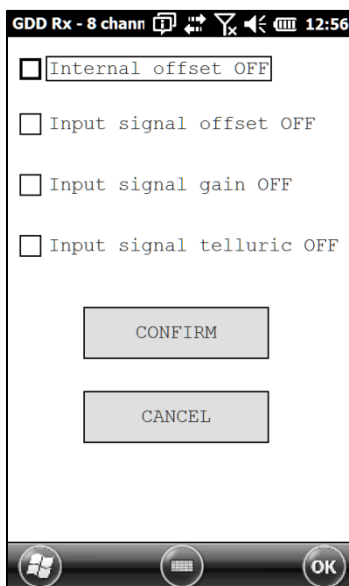 GDD Rx - 8 chann 12:56
Internal offset OFF
Input signal offset OFF
Input signal gain OFF
Input signal telluric OFF
CONFIRM
CANCEL
OK